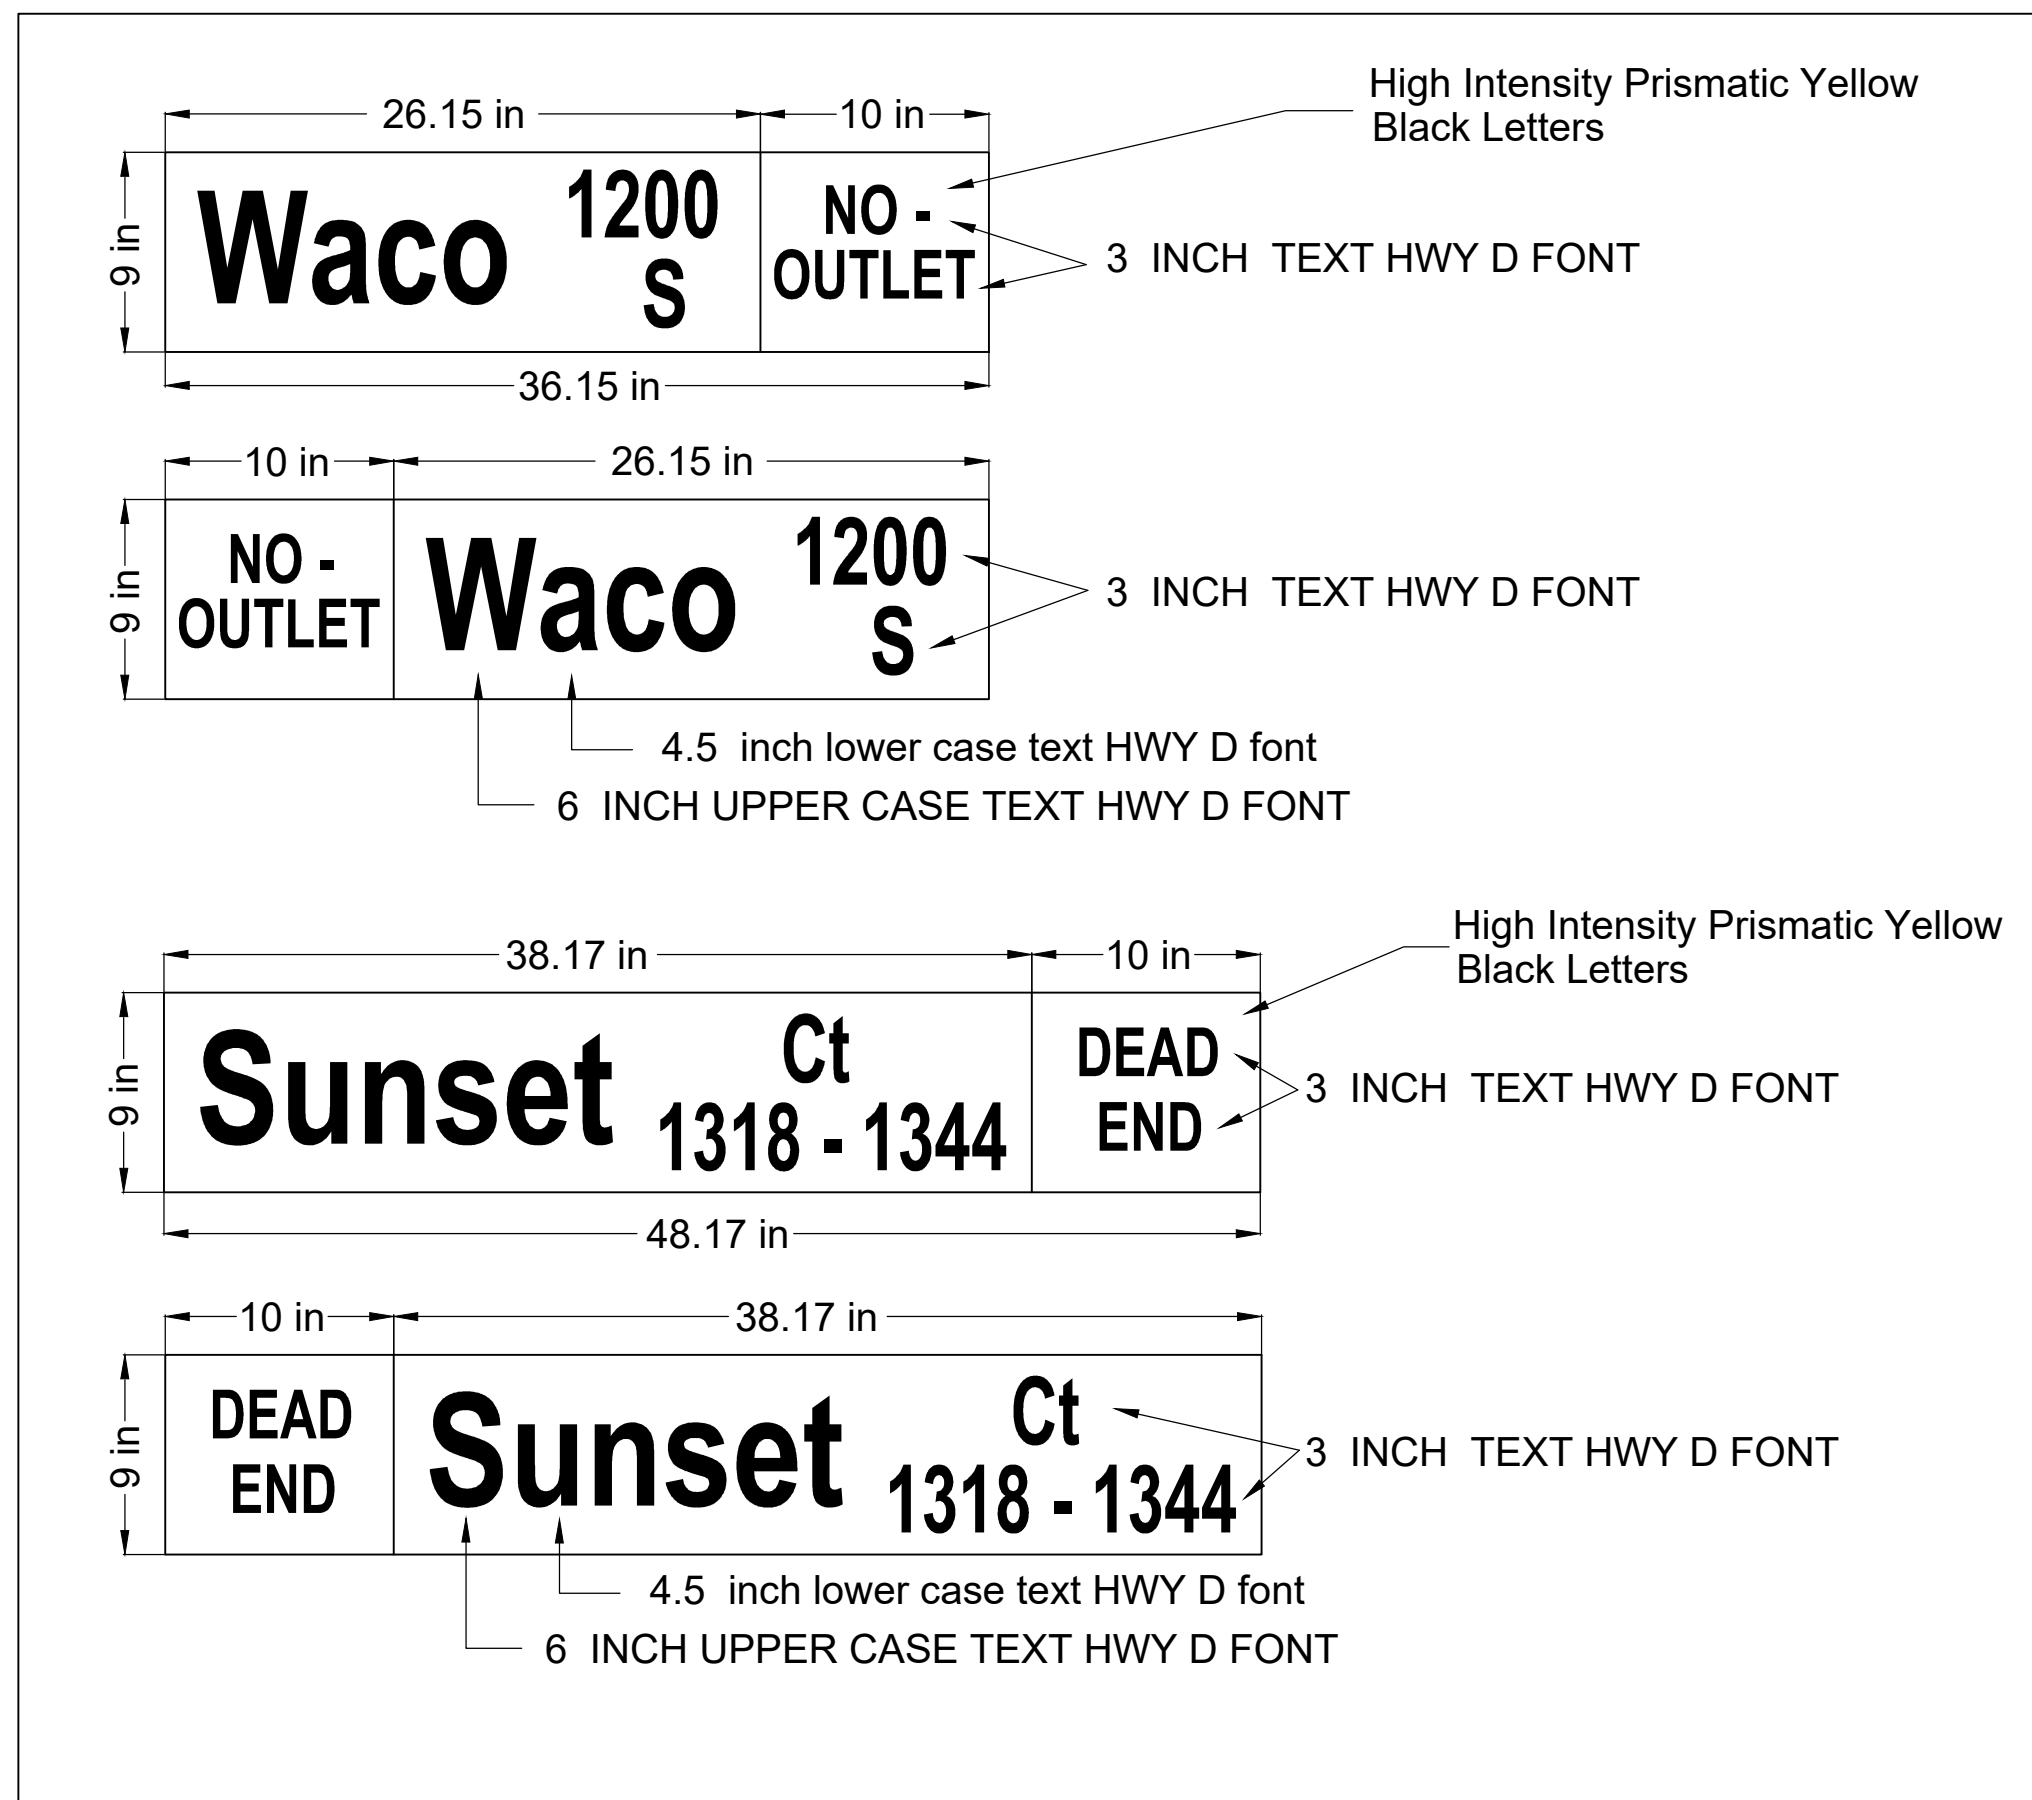 High Intensity Prismatic Yellow
Black Letters
26.15 in
10 in
9 in
Waco
1200
S
NO -
OUTLET
3 INCH TEXT HWY D FONT
36.15 in
10 in
26.15 in
9 in
NO -
OUTLET
Waco
1200
S
3 INCH TEXT HWY D FONT
4.5 inch lower case text HWY D font
6 INCH UPPER CASE TEXT HWY D FONT
High Intensity Prismatic Yellow
Black Letters
38.17 in
10 in
9 in
Sunset
Ct
1318 - 1344
DEAD
END
3 INCH TEXT HWY D FONT
48.17 in
10 in
38.17 in
9 in
DEAD
END
Sunset
Ct
1318 - 1344
3 INCH TEXT HWY D FONT
4.5 inch lower case text HWY D font
6 INCH UPPER CASE TEXT HWY D FONT